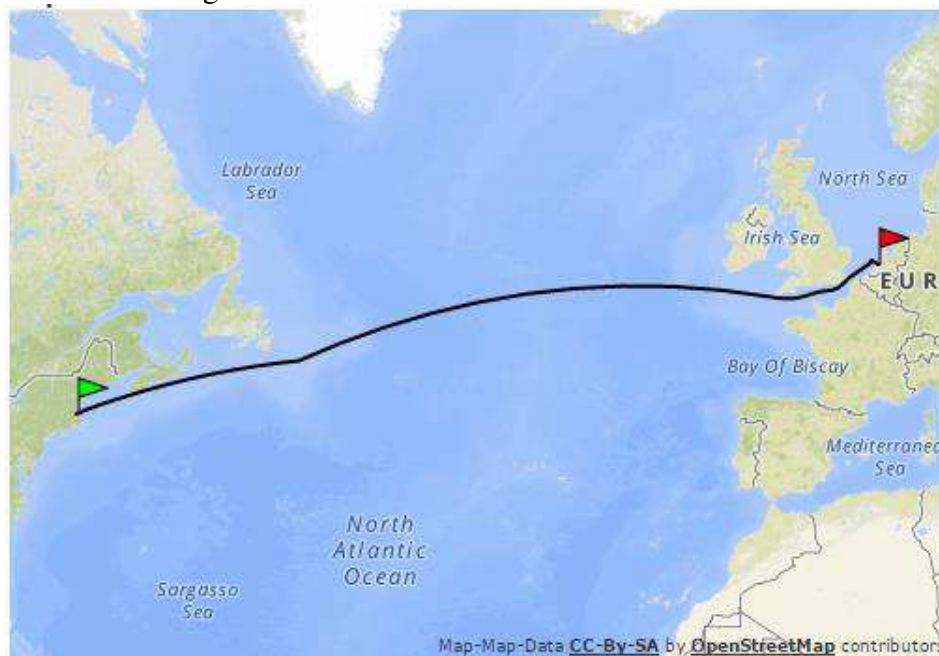 Labrador
Sea
North Sea
Irish Sea
EUR
Bay Of Biscay
Mediterranea
Sea
North
Atlantic
Ocean
Sargasso
Sea
Map-Map-Data CC-By-SA by OpenStreetMap contributors